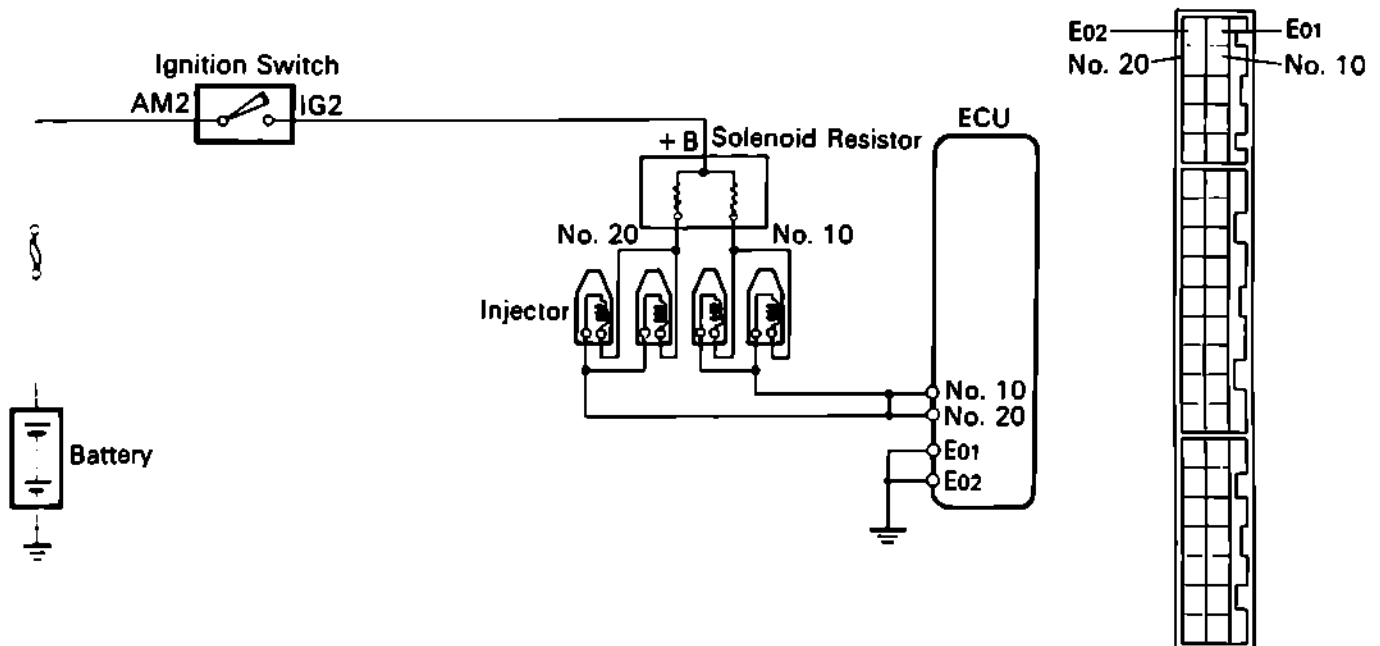 Ignition Switch
AM2
IG2
+ B
Solenoid Resistor
ECU
No. 20
No. 10
Injector
No. 10
No. 20
E01
E02
Battery
E02
E01
No. 20
No. 10